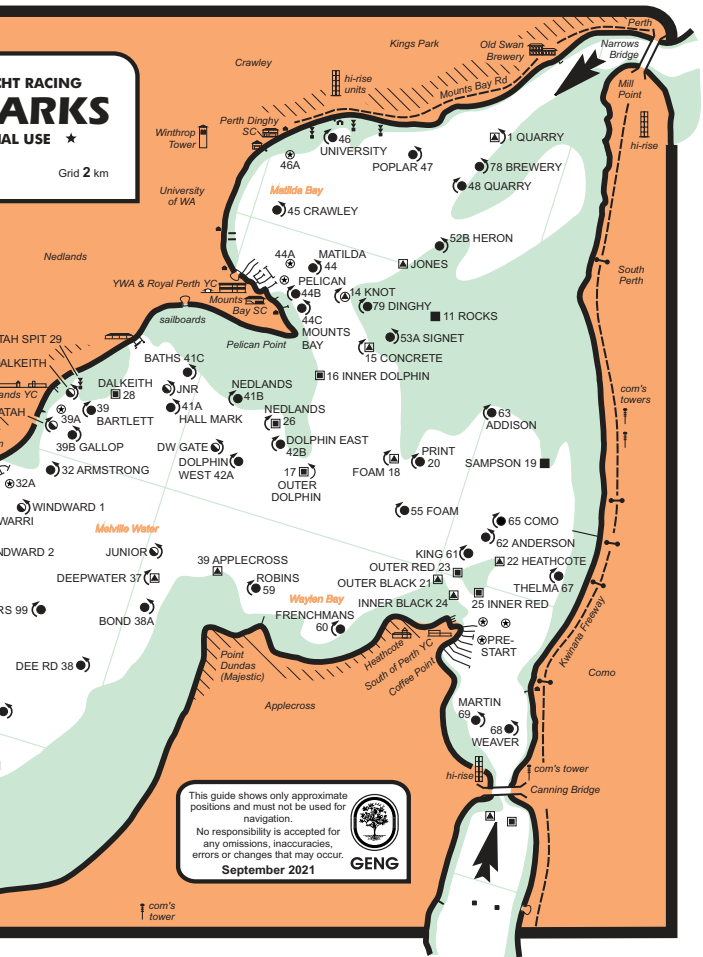 Perth
Kings Park
Old Swan
Brewery
Narrows
Bridge
Crawley
hi-rise
units
Mounts Bay Rd
Mill
Point
CHT RACING
ARKS
AL USE ★
Grid 2 km
Perth Dinghy
SC
Winthrop
Tower
46
UNIVERSITY
1 QUARRY
hi-rise
46A
POPLAR 47
78 BREWERY
48 QUARRY
University
of WA
Matilda Bay
45 CRAWLEY
52B HERON
Nedlands
44A
MATILDA
44
JONES
South
Perth
YWA & Royal Perth YC
PELICAN
44B
14 KNOT
Mounts
Bay SC
79 DINGHY
44C
MOUNTS
BAY
11 ROCKS
sailboards
53A SIGNET
TAH SPIT 29
Pelican Point
15 CONCRETE
BATHS 41C
ALKEITH
16 INNER DOLPHIN
DALKEITH
28
JNR
NEDLANDS
41B
com's
towers
ands YC
ATAH
39A
39
BARTLETT
41A
HALL MARK
NEDLANDS
26
63
ADDISON
39B GALLOP
DW GATE
DOLPHIN EAST
42B
PRINT
20
DOLPHIN
WEST 42A
FOAM 18
SAMPSON 19
32 ARMSTRONG
17
OUTER
DOLPHIN
32A
WINDWARD 1
55 FOAM
WARRI
65 COMO
Melville Water
62 ANDERSON
NDWARD 2
JUNIOR
KING 61
39 APPLECROSS
22 HEATHCOTE
OUTER RED 23
DEEPWATER 37
ROBINS
59
OUTER BLACK 21
THELMA 67
Waylen Bay
INNER BLACK 24
25 INNER RED
RS 99
BOND 38A
FRENCHMANS
60
Kwinana Freeway
PRE-
START
Heathcote
South of Perth YC
Coffee Point
DEE RD 38
Point
Dundas
(Majestic)
Como
Applecross
MARTIN
69
68
WEAVER
hi-rise
com's tower
Canning Bridge
This guide shows only approximate
positions and must not be used for
navigation.
No responsibility is accepted for
any omissions, inaccuracies,
errors or changes that may occur.
September 2021
GENG
com's
tower